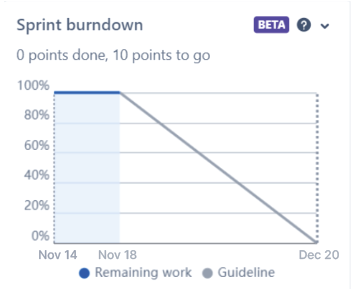 Sprint burndown BETA ?
0 points done, 10 points to go
100%
80%
60%
40%
20%
0%
Nov 14 Nov 18 Dec 20
Remaining work Guideline